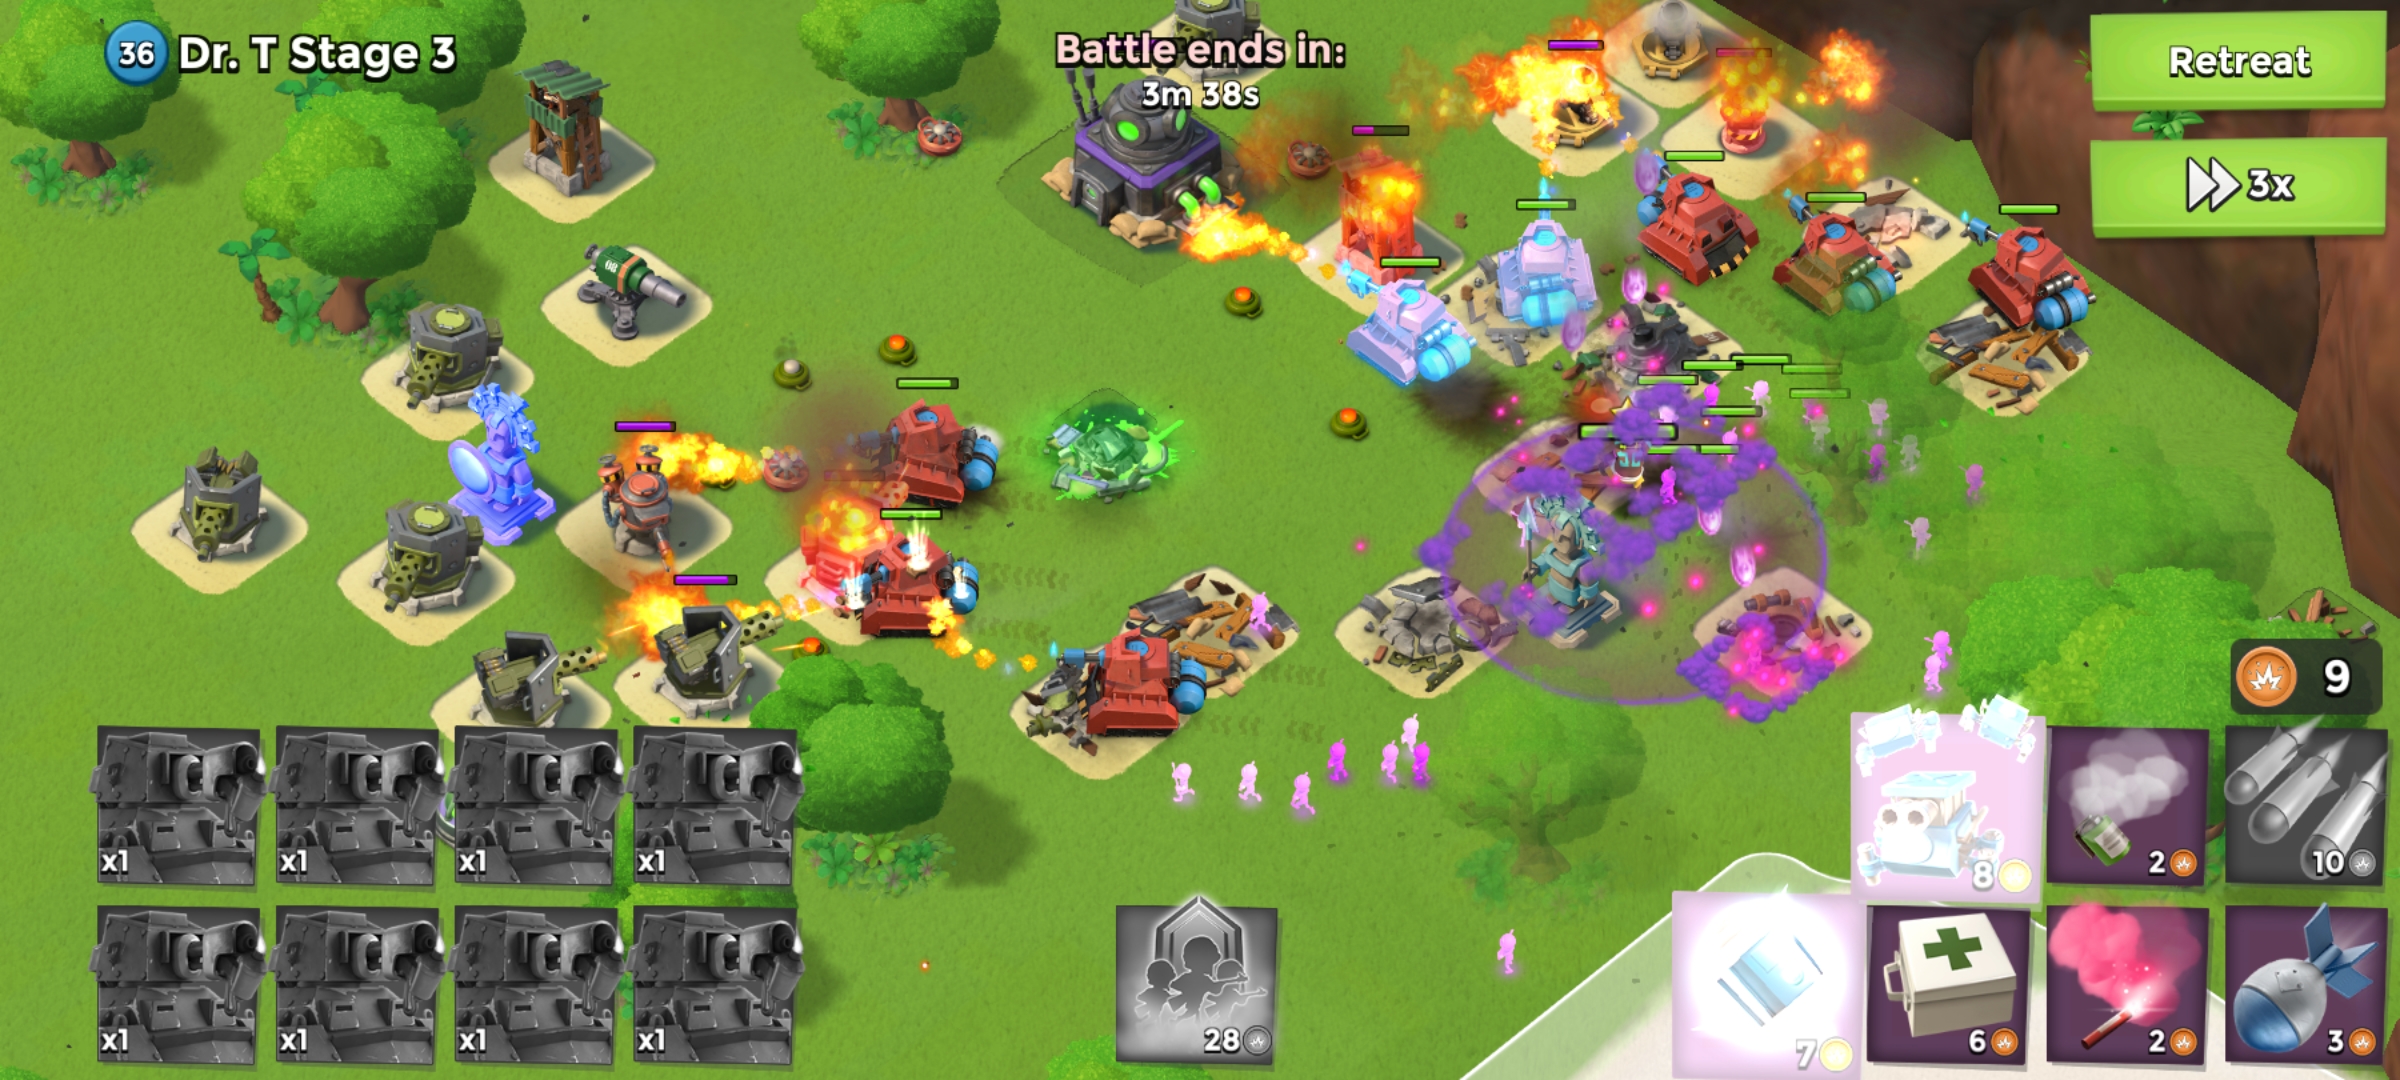 36 Dr. T Stage 3
Battle ends in:
3m 38s
Retreat
3x
08
9
x1
x1
x1
x1
8
2
10
x1
x1
x1
x1
28
7
6
2
3